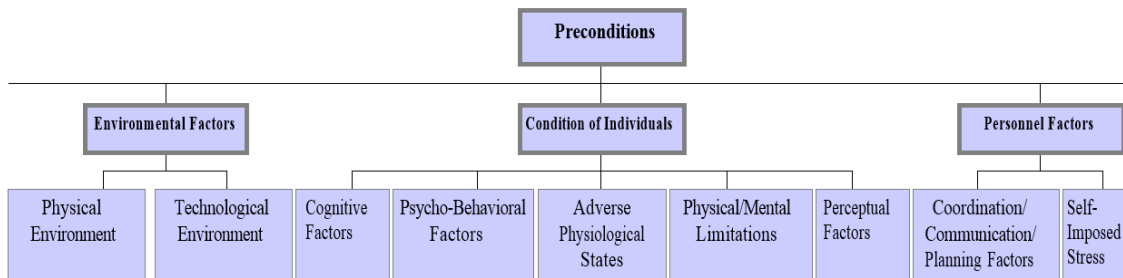 Preconditions
Environmental Factors
Condition of Individuals
Personnel Factors
Physical
Environment
Technological
Environment
Cognitive
Factors
Psycho-Behavioral
Factors
Adverse
Physiological
States
Physical/Mental
Limitations
Perceptual
Factors
Coordination/
Communication/
Planning Factors
Self-
Imposed
Stress